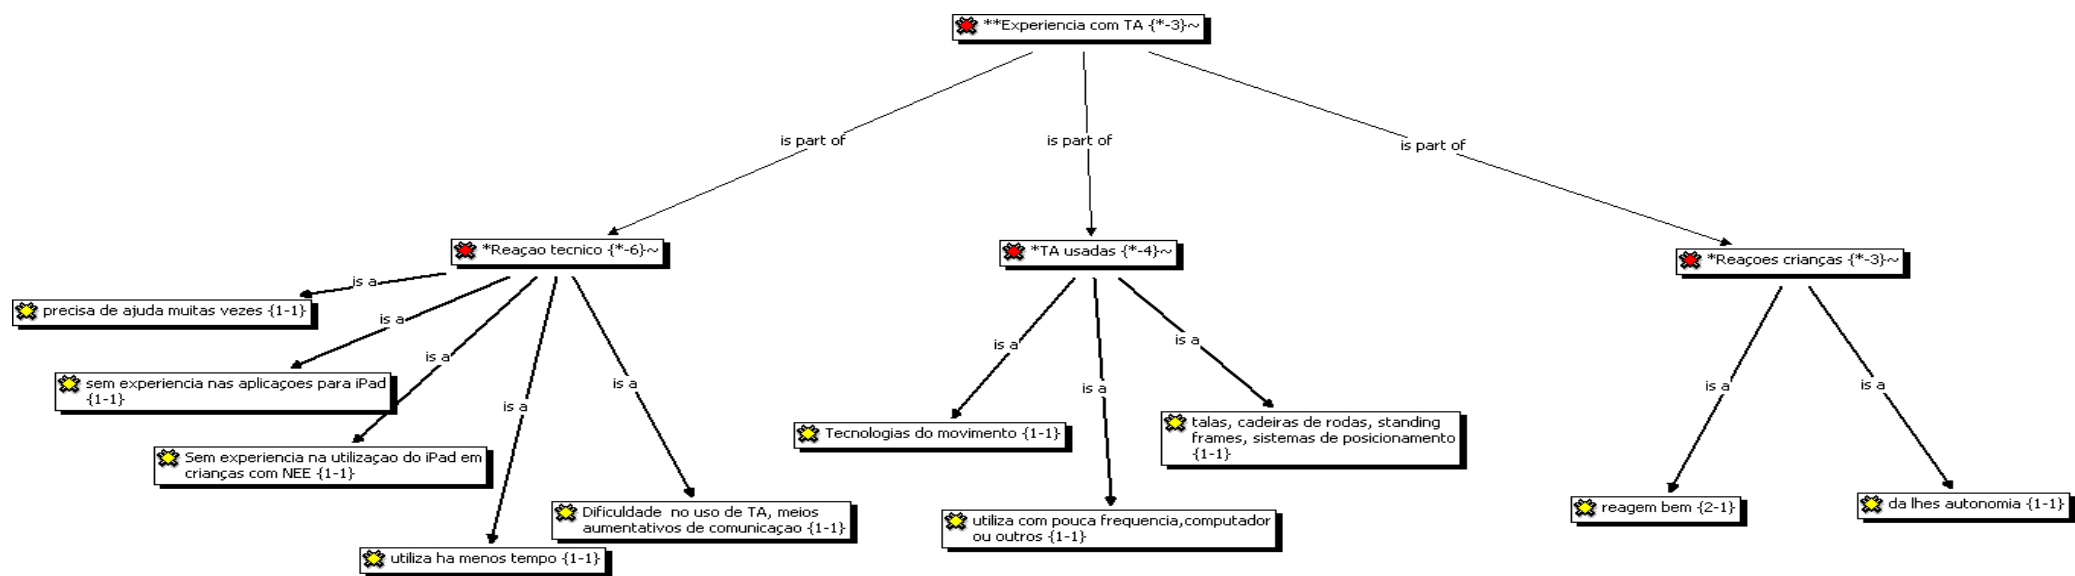 **Experiencia com TA {*-3}~
is part of
is part of
is part of
*Reaçao tecnico {*-6}~
*TA usadas {*-4}~
*Reaçoes crianças {*-3}~
is a
is a
is a
is a
is a
is a
is a
is a
is a
is a
precisa de ajuda muitas vezes {1-1}
sem experiencia nas aplicaçoes para iPad
{1-1}
Sem experiencia na utilizaçao do iPad em
crianças com NEE {1-1}
utiliza ha menos tempo {1-1}
Dificuldade no uso de TA, meios
aumentativos de comunicaçao {1-1}
Tecnologias do movimento {1-1}
utiliza com pouca frequencia,computador
ou outros {1-1}
talas, cadeiras de rodas, standing
frames, sistemas de posicionamento
{1-1}
reagem bem {2-1}
da lhes autonomia {1-1}